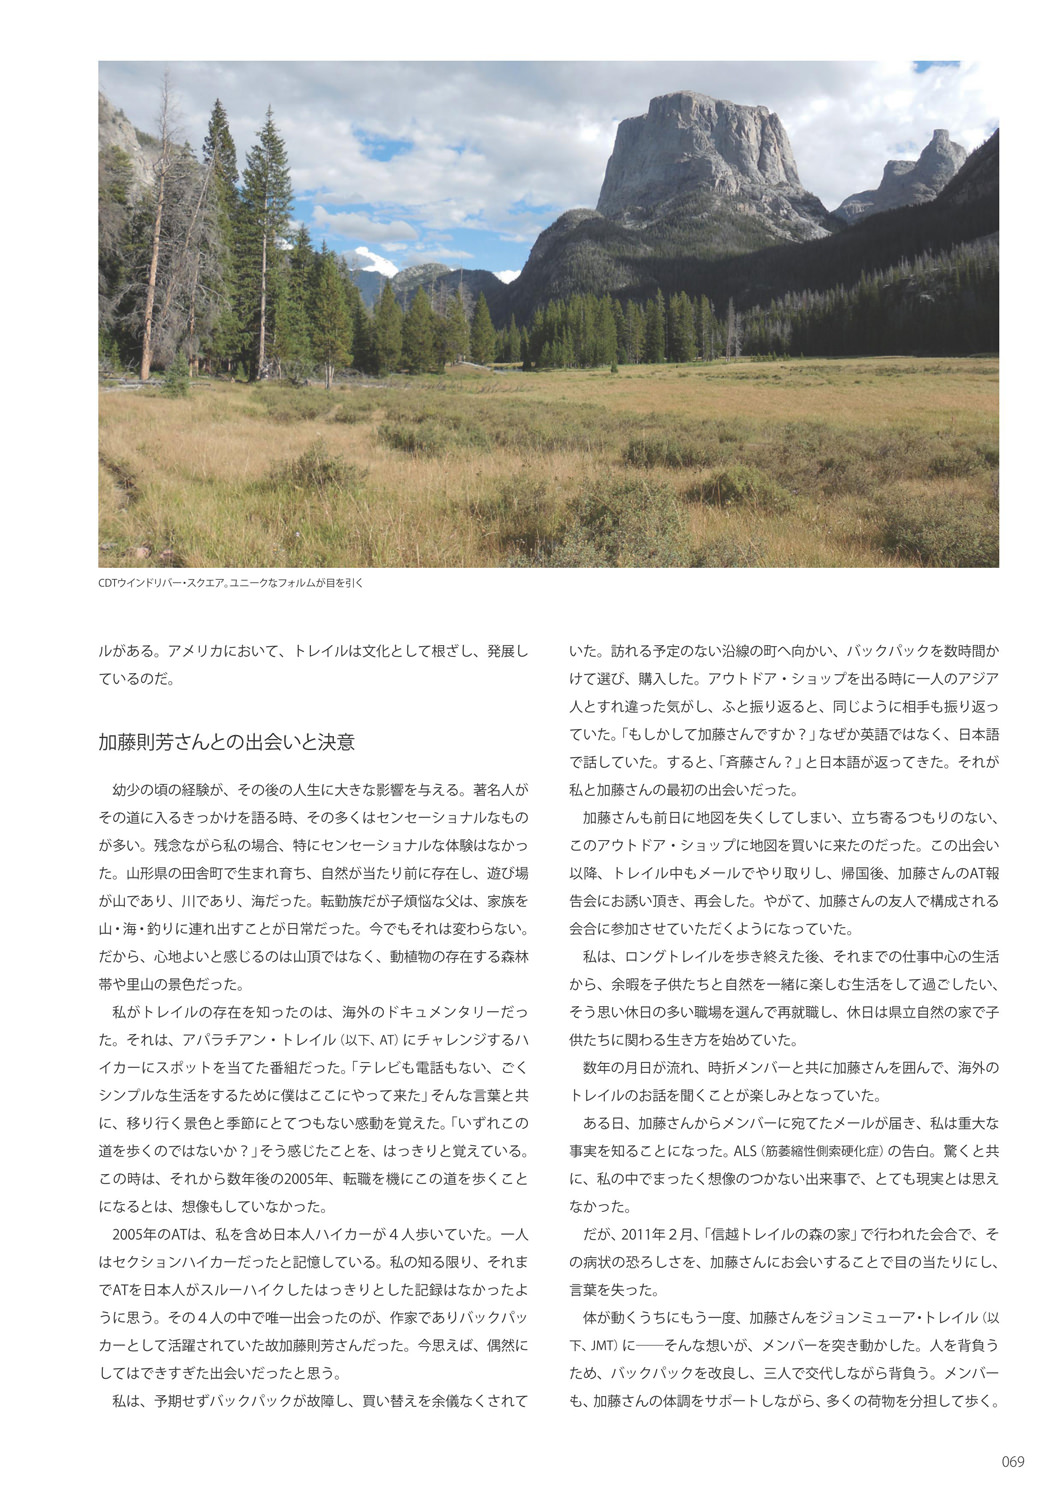 CDTウインドリバー・スクエア。ユニークなフォルムが目を引く
ルがある。アメリカにおいて、トレイルは文化として根ざし、発展し
ているのだ。
加藤則芳さんとの出会いと決意
幼少の頃の経験が、その後の人生に大きな影響を与える。著名人が
その道に入るきっかけを語る時、その多くはセンセーショナルなもの
が多い。残念ながら私の場合、特にセンセーショナルな体験はなかっ
た。山形県の田舎町で生まれ育ち、自然が当たり前に存在し、遊び場
が山であり、川であり、海だった。転勤族だが子煩悩な父は、家族を
山・海・釣りに連れ出すことが日常だった。今でもそれは変わらない。
だから、心地よいと感じるのは山頂ではなく、動植物の存在する森林
帯や里山の景色だった。
私がトレイルの存在を知ったのは、海外のドキュメンタリーだっ
た。それは、アパラチアン・トレイル（以下、AT）にチャレンジするハ
イカーにスポットを当てた番組だった。「テレビも電話もない、ごく
シンプルな生活をするために僕はここにやって来た」そんな言葉と共
に、移り行く景色と季節にとてつもない感動を覚えた。「いずれこの
道を歩くのではないか？」そう感じたことを、はっきりと覚えている。
この時は、それから数年後の2005年、転職を機にこの道を歩くこと
になるとは、想像もしていなかった。
2005年のATは、私を含め日本人ハイカーが４人歩いていた。一人
はセクションハイカーだったと記憶している。私の知る限り、それま
でATを日本人がスルーハイクしたはっきりとした記録はなかったよ
うに思う。その４人の中で唯一出会ったのが、作家でありバックパッ
カーとして活躍されていた故加藤則芳さんだった。今思えば、偶然に
してはできすぎた出会いだったと思う。
私は、予期せずバックパックが故障し、買い替えを余儀なくされて
いた。訪れる予定のない沿線の町へ向かい、バックパックを数時間か
けて選び、購入した。アウトドア・ショップを出る時に一人のアジア
人とすれ違った気がし、ふと振り返ると、同じように相手も振り返っ
ていた。「もしかして加藤さんですか？」なぜか英語ではなく、日本語
で話していた。すると、「斉藤さん？」と日本語が返ってきた。それが
私と加藤さんの最初の出会いだった。
加藤さんも前日に地図を失くしてしまい、立ち寄るつもりのない、
このアウトドア・ショップに地図を買いに来たのだった。この出会い
以降、トレイル中もメールでやり取りし、帰国後、加藤さんのAT報
告会にお誘い頂き、再会した。やがて、加藤さんの友人で構成される
会合に参加させていただくようになっていた。
私は、ロングトレイルを歩き終えた後、それまでの仕事中心の生活
から、余暇を子供たちと自然を一緒に楽しむ生活をして過ごしたい、
そう思い休日の多い職場を選んで再就職し、休日は県立自然の家で子
供たちに関わる生き方を始めていた。
数年の月日が流れ、時折メンバーと共に加藤さんを囲んで、海外の
トレイルのお話を聞くことが楽しみとなっていた。
ある日、加藤さんからメンバーに宛てたメールが届き、私は重大な
事実を知ることになった。ALS（筋萎縮性側索硬化症）の告白。驚くと共
に、私の中でまったく想像のつかない出来事で、とても現実とは思え
なかった。
だが、2011年２月、「信越トレイルの森の家」で行われた会合で、そ
の病状の恐ろしさを、加藤さんにお会いすることで目の当たりにし、
言葉を失った。
体が動くうちにもう一度、加藤さんをジョンミューア・トレイル（以
下、JMT）に――そんな想いが、メンバーを突き動かした。人を背負う
ため、バックパックを改良し、三人で交代しながら背負う。メンバー
も、加藤さんの体調をサポートしながら、多くの荷物を分担して歩く。
069